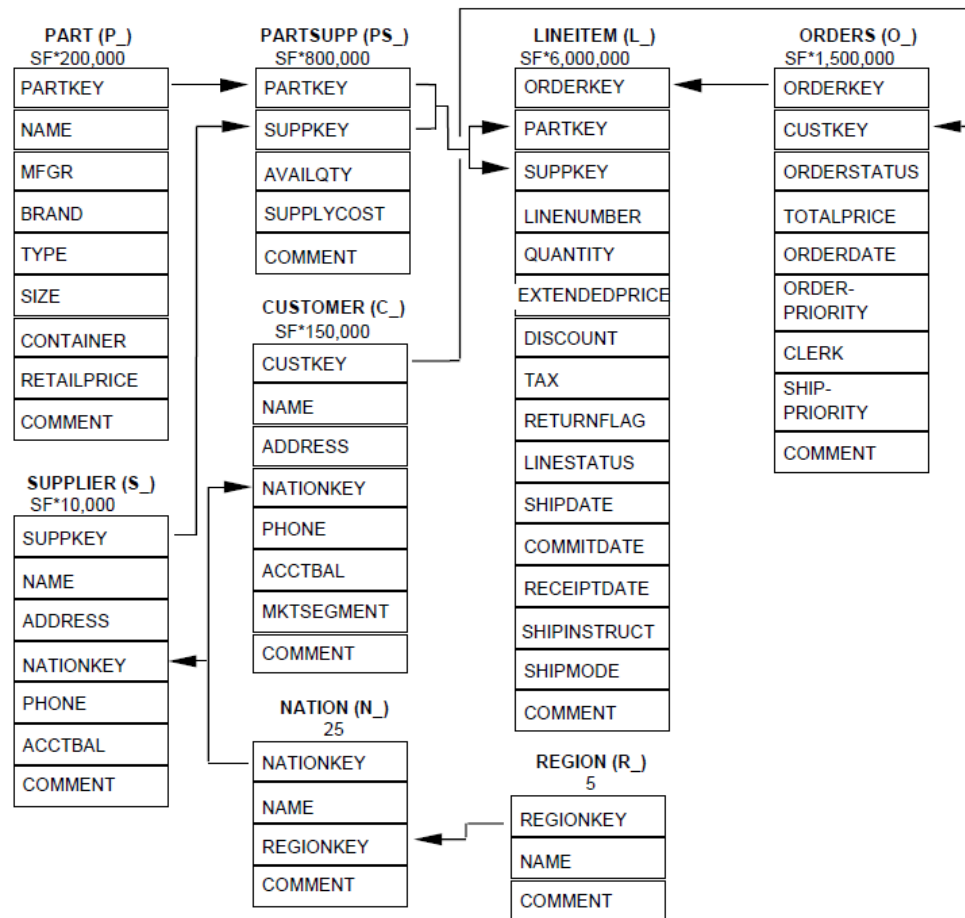 PART (P_)
SF*200,000
PARTKEY
NAME
MFGR
BRAND
TYPE
SIZE
CONTAINER
RETAILPRICE
COMMENT
SUPPLIER (S_)
SF*10,000
SUPPKEY
NAME
ADDRESS
NATIONKEY
PHONE
ACCTBAL
COMMENT
PARTSUPP (PS_)
SF*800,000
PARTKEY
SUPPKEY
AVAILQTY
SUPPLYCOST
COMMENT
CUSTOMER (C_)
SF*150,000
CUSTKEY
NAME
ADDRESS
NATIONKEY
PHONE
ACCTBAL
MKTSEGMENT
COMMENT
NATION (N_)
25
NATIONKEY
NAME
REGIONKEY
COMMENT
LINEITEM (L_)
SF*6,000,000
ORDERKEY
PARTKEY
SUPPKEY
LINENUMBER
QUANTITY
EXTENDEDPRICE
DISCOUNT
TAX
RETURNFLAG
LINESTATUS
SHIPDATE
COMMITDATE
RECEIPTDATE
SHIPINSTRUCT
SHIPMODE
COMMENT
REGION (R_)
5
REGIONKEY
NAME
COMMENT
ORDERS (O_)
SF*1,500,000
ORDERKEY
CUSTKEY
ORDERSTATUS
TOTALPRICE
ORDERDATE
ORDER-
PRIORITY
CLERK
SHIP-
PRIORITY
COMMENT